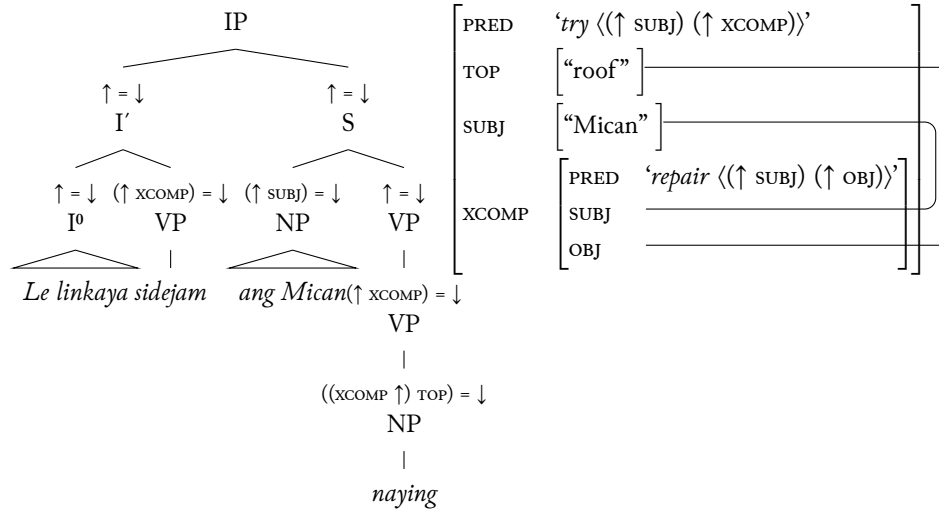 IP
↑ = ↓ ↑ = ↓
I′ S
↑ = ↓ (↑ XCOMP) = ↓ (↑ SUBJ) = ↓ ↑ = ↓
I⁰ VP NP VP
Le linkaya sidejam ang Mican (↑ XCOMP) = ↓
VP
((XCOMP ↑) TOP) = ↓
NP
naying
PRED ‘try ⟨(↑ SUBJ) (↑ XCOMP)⟩’
TOP [“roof”]
SUBJ [“Mican”]
XCOMP
PRED ‘repair ⟨(↑ SUBJ) (↑ OBJ)⟩’
SUBJ
OBJ